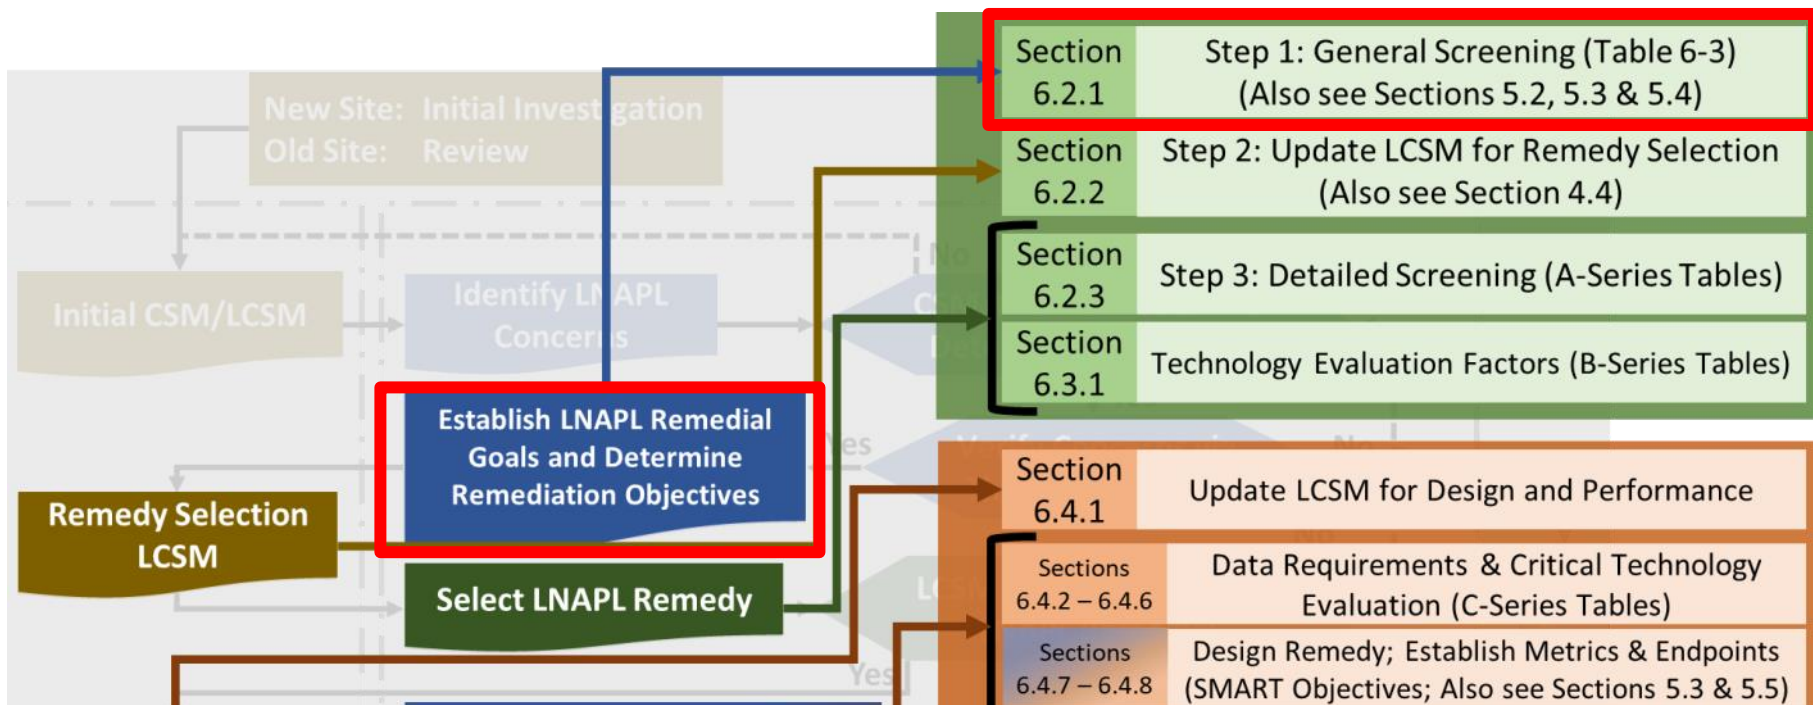 New Site: Initial Investigation
Old Site: Review
Initial CSM/LCSM
Identify LNAPL
Concerns
No
Establish LNAPL Remedial
Goals and Determine
Remediation Objectives
Yes
No
Remedy Selection
LCSM
Select LNAPL Remedy
Yes
Section
6.2.1
Step 1: General Screening (Table 6-3)
(Also see Sections 5.2, 5.3 & 5.4)
Section
6.2.2
Step 2: Update LCSM for Remedy Selection
(Also see Section 4.4)
Section
6.2.3
Step 3: Detailed Screening (A-Series Tables)
Section
6.3.1
Technology Evaluation Factors (B-Series Tables)
Section
6.4.1
Update LCSM for Design and Performance
No
Sections
6.4.2 – 6.4.6
Data Requirements & Critical Technology
Evaluation (C-Series Tables)
Sections
6.4.7 – 6.4.8
Design Remedy; Establish Metrics & Endpoints
(SMART Objectives; Also see Sections 5.3 & 5.5)